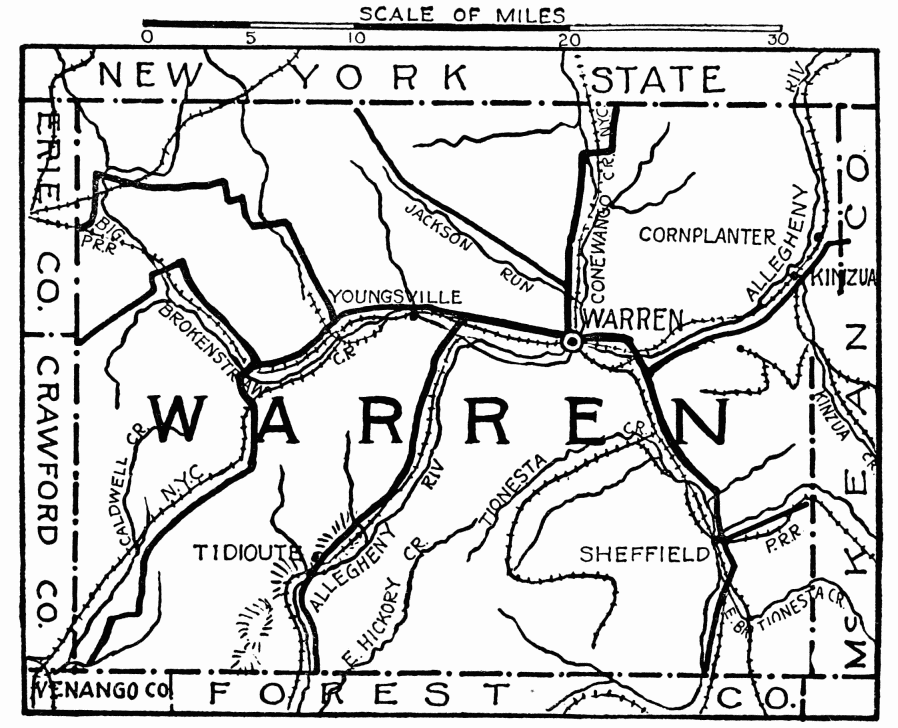 SCALE OF MILES
0 5 10 20 30
NEW YORK STATE
ERIE CO.
CRAWFORD CO.
VENANGO CO.
FOREST CO.
McKEAN CO.
WARREN
RIV
ALLEGHENY
N.Y.C.
CONEWANGO CR.
CORNPLANTER
KINZUA
JACKSON RUN
BIG
P.R.R
BROKENSTRAW
CR.
YOUNGSVILLE
WARREN
KINZUA CR.
CALDWELL CR.
N.Y.C.
RIV
TIONESTA CR.
TIDIOUTE
ALLEGHENY
E. HICKORY CR.
SHEFFIELD
P.R.R
E. BR. TIONESTA CR.